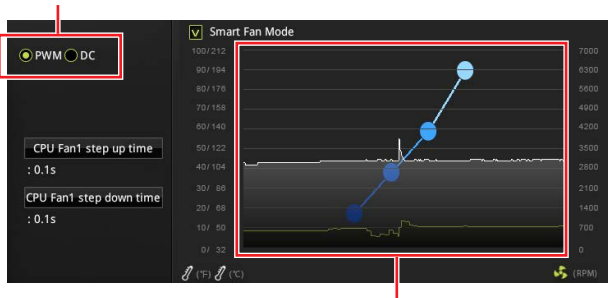 V Smart Fan Mode
PWM DC
100/212 7000
90/194 6300
80/176 5600
70/158 4900
60/140 4200
50/122 3500
40/104 2800
30/ 86 2100
20/ 68 1400
10/ 50 700
0/ 32 0
CPU Fan1 step up time
: 0.1s
CPU Fan1 step down time
: 0.1s
(°F) (°C) (RPM)